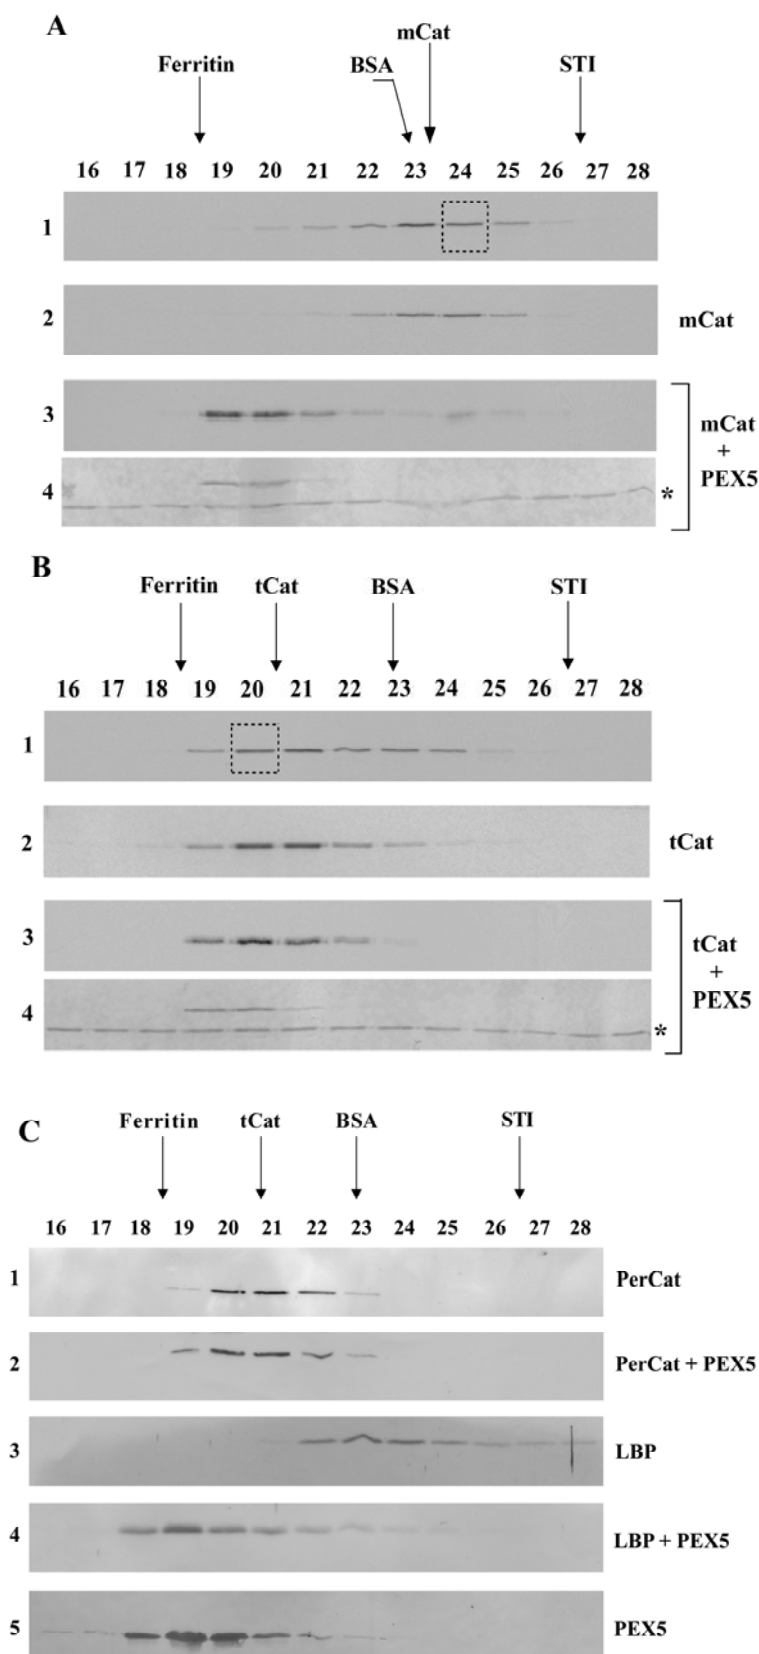 A
mCat
Ferritin BSA STI
16 17 18 19 20 21 22 23 24 25 26 27 28
1
2 mCat
3
mCat
+
PEX5
4 *
B
Ferritin tCat BSA STI
16 17 18 19 20 21 22 23 24 25 26 27 28
1
2 tCat
3
tCat
+
PEX5
4 *
C
Ferritin tCat BSA STI
16 17 18 19 20 21 22 23 24 25 26 27 28
1 PerCat
2 PerCat + PEX5
3 LBP
4 LBP + PEX5
5 PEX5